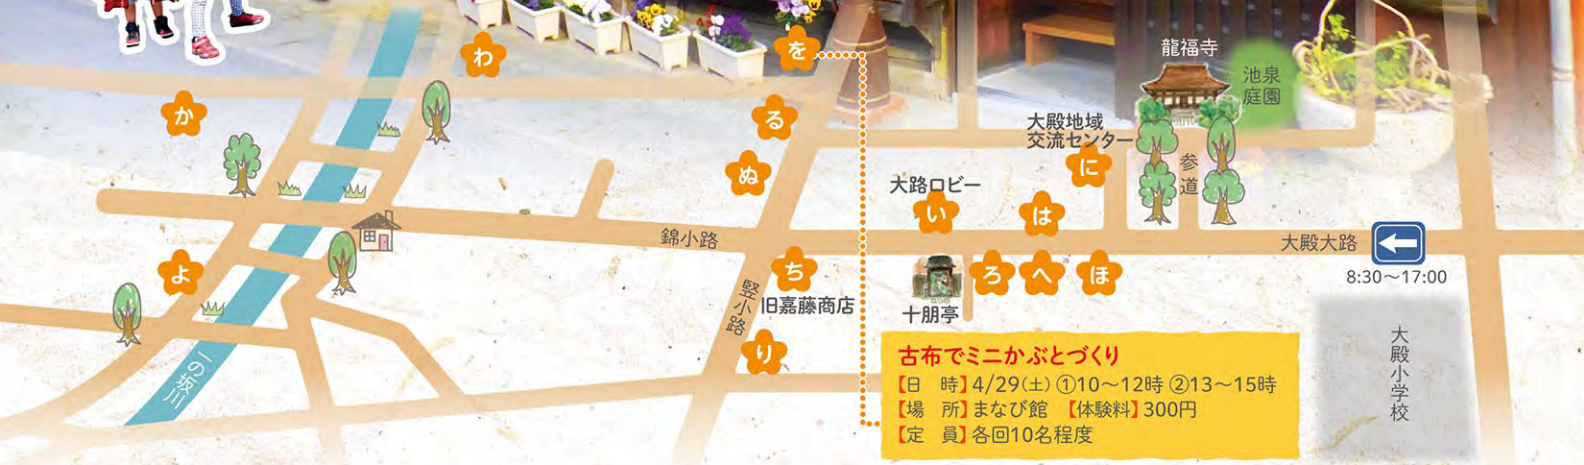 わ
を
龍福寺
池泉
庭園
か
る
大殿地域
交流センター
ぬ
に
参道
大路ロビー
い
は
錦小路
大殿大路
8:30～17:00
よ
ち
ろ
へ
ほ
竪小路
旧嘉藤商店
十朋亭
り
一の坂川
大殿小学校
古布でミニかぶとづくり
【日　時】4/29(土) ①10～12時 ②13～15時
【場　所】まなび館 【体験料】300円
【定　員】各回10名程度